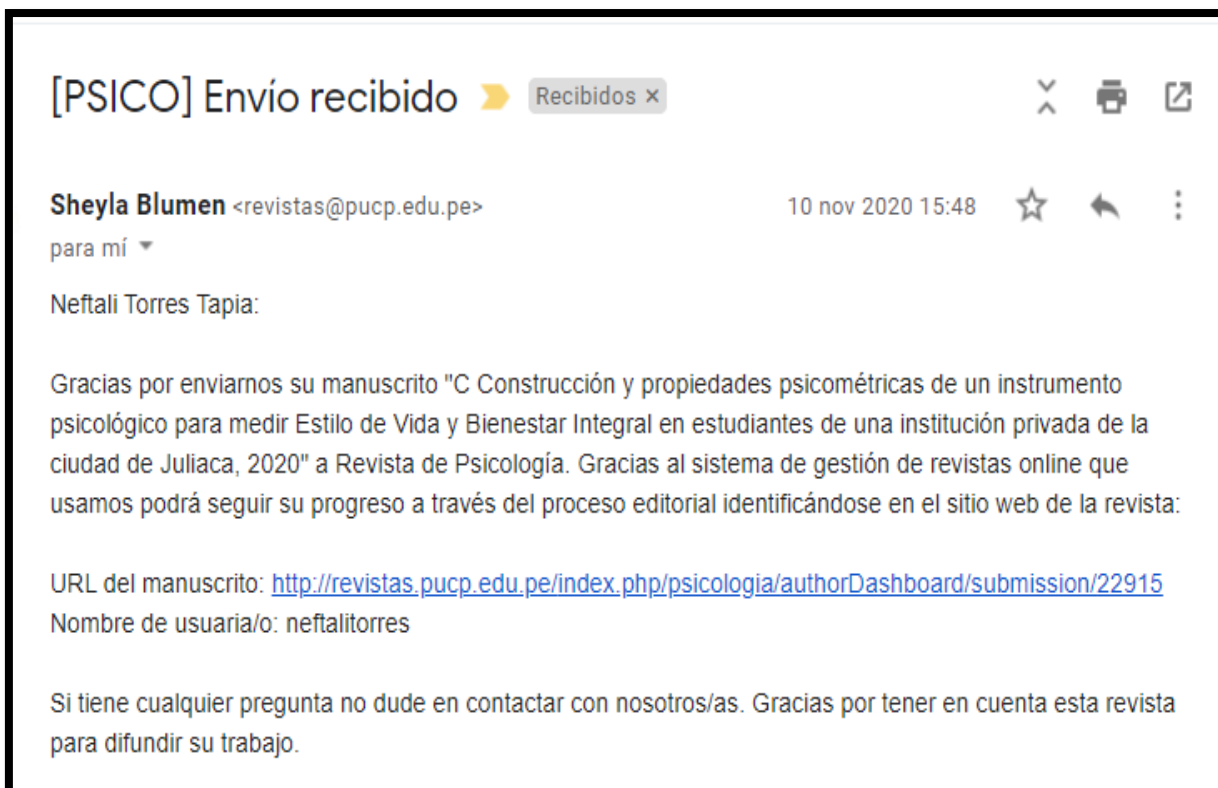 [PSICO] Envío recibido Recibidos ×
Sheyla Blumen <revistas@pucp.edu.pe> 10 nov 2020 15:48
para mí
Neftali Torres Tapia:
Gracias por enviarnos su manuscrito "C Construcción y propiedades psicométricas de un instrumento
psicológico para medir Estilo de Vida y Bienestar Integral en estudiantes de una institución privada de la
ciudad de Juliaca, 2020" a Revista de Psicología. Gracias al sistema de gestión de revistas online que
usamos podrá seguir su progreso a través del proceso editorial identificándose en el sitio web de la revista:
URL del manuscrito: http://revistas.pucp.edu.pe/index.php/psicologia/authorDashboard/submission/22915
Nombre de usuaria/o: neftalitorres
Si tiene cualquier pregunta no dude en contactar con nosotros/as. Gracias por tener en cuenta esta revista
para difundir su trabajo.